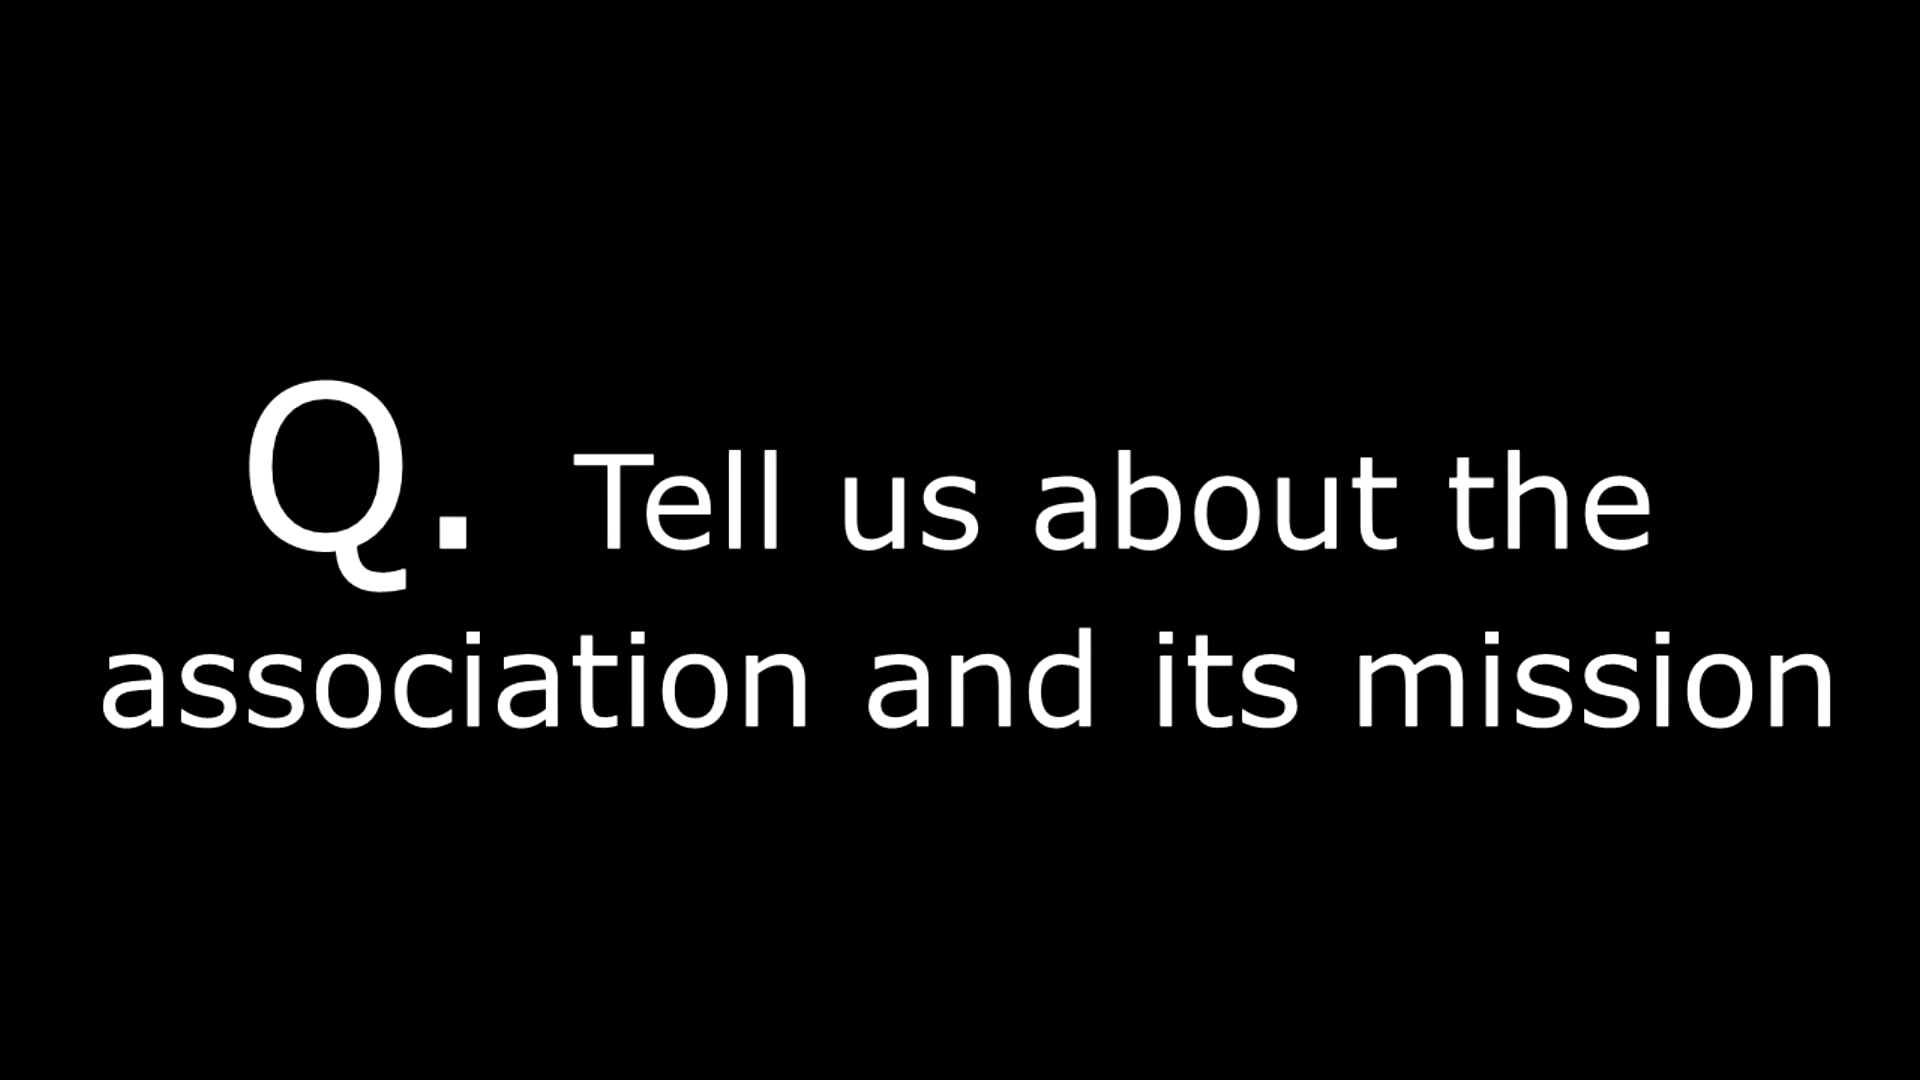 Q. Tell us about the
association and its mission